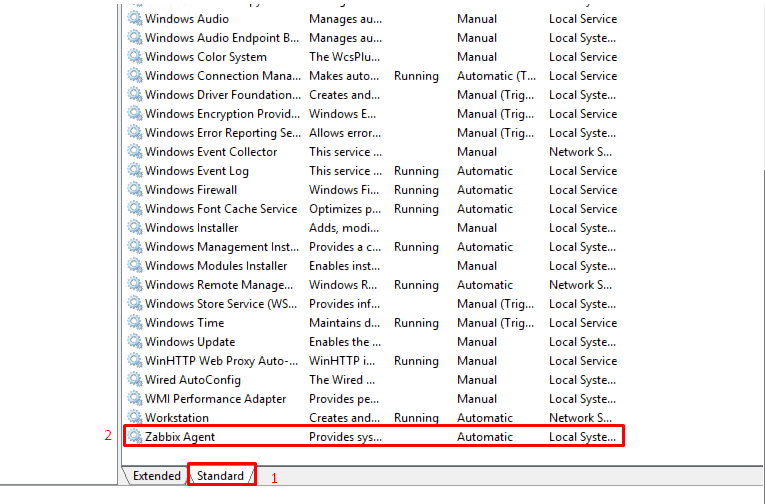 Windows Audio Manages au... Manual Local Service
Windows Audio Endpoint B... Manages au... Manual Local Syste...
Windows Color System The WcsPlu... Manual Local Service
Windows Connection Mana... Makes auto... Running Automatic (T... Local Service
Windows Driver Foundation... Creates and... Manual (Trig... Local Syste...
Windows Encryption Provid... Windows E... Manual (Trig... Local Service
Windows Error Reporting Se... Allows error... Manual (Trig... Local Syste...
Windows Event Collector This service ... Manual Network S...
Windows Event Log This service ... Running Automatic Local Service
Windows Firewall Windows Fi... Running Automatic Local Service
Windows Font Cache Service Optimizes p... Running Automatic Local Service
Windows Installer Adds, modi... Manual Local Syste...
Windows Management Inst... Provides a c... Running Automatic Local Syste...
Windows Modules Installer Enables inst... Manual Local Syste...
Windows Remote Manage... Windows R... Running Automatic Network S...
Windows Store Service (WS... Provides inf... Manual (Trig... Local Syste...
Windows Time Maintains d... Running Manual (Trig... Local Service
Windows Update Enables the ... Manual Local Syste...
WinHTTP Web Proxy Auto-... WinHTTP i... Running Manual Local Service
Wired AutoConfig The Wired ... Manual Local Syste...
WMI Performance Adapter Provides pe... Manual Local Syste...
Workstation Creates and... Running Automatic Network S...
2 Zabbix Agent Provides sys... Automatic Local Syste...
Extended Standard 1